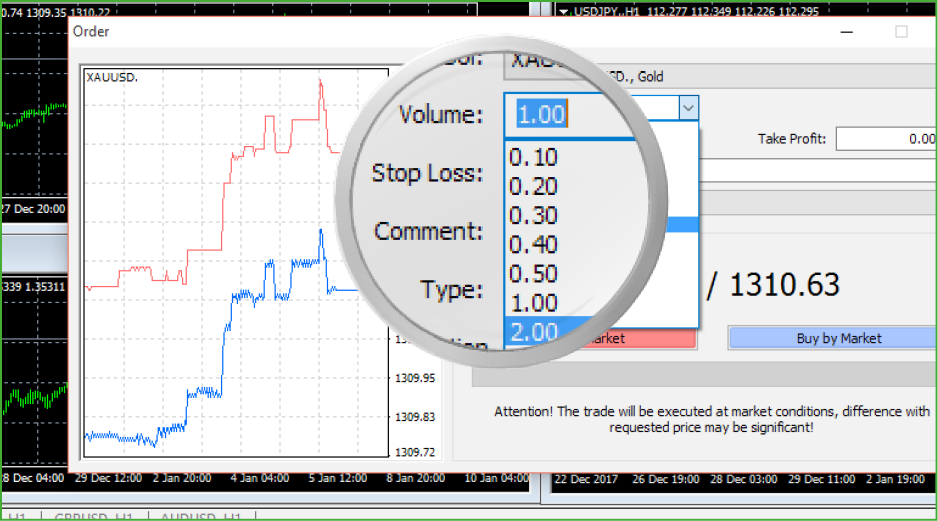 0.74 1309.35 1310.22
USDJPY.,H1 112.277 112.349 112.226 112.295
Order
XAUUSD.
D., Gold
Volume:
1.00
Take Profit:
0.00
0.10
Stop Loss:
0.20
0.30
Comment:
0.40
0.50
Type:
1.00
2.00
/ 1310.63
Buy by Market
27 Dec 20:00
339 1.35311
1309.95
1309.83
1309.72
Attention! The trade will be executed at market conditions, difference with
requested price may be significant!
8 Dec 04:00 29 Dec 12:00 2 Jan 20:00 4 Jan 04:00 5 Jan 12:00 8 Jan 20:00 10 Jan 04:00
22 Dec 2017 26 Dec 19:00 28 Dec 03:00 29 Dec 11:00 2 Jan 19:00
H1 GBPUSD.,H1 AUDUSD.,H1